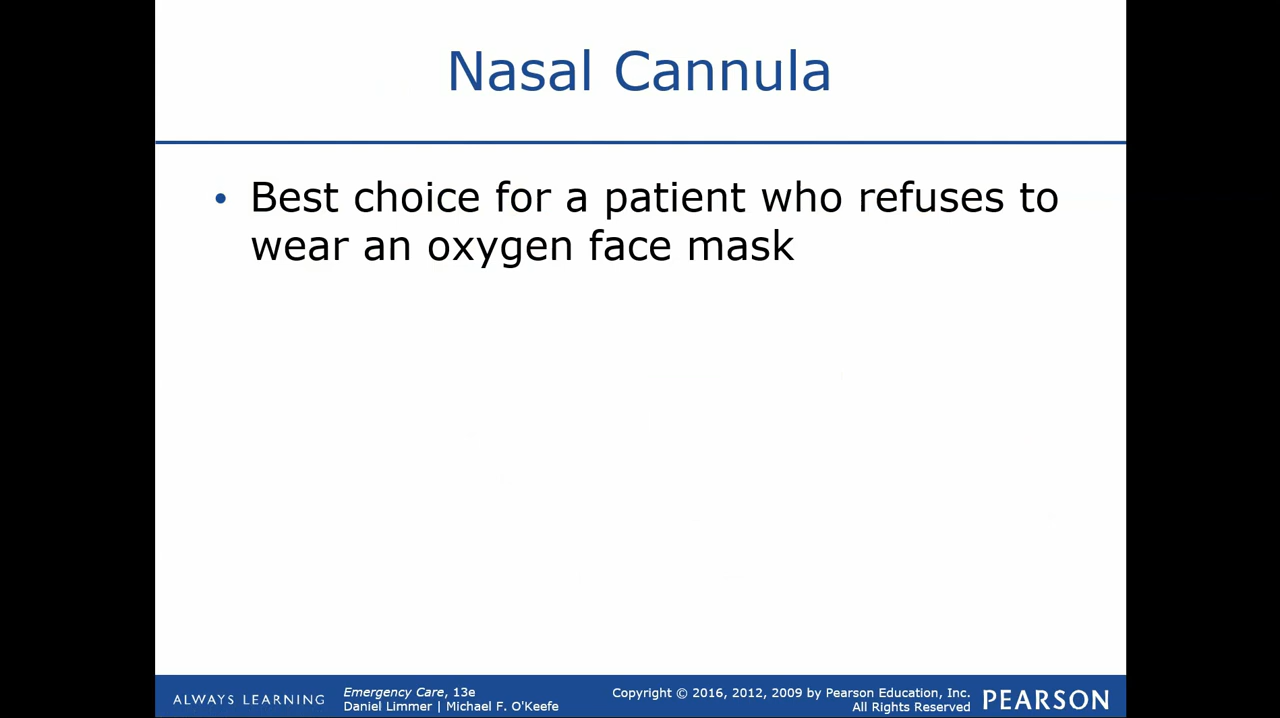 Nasal Cannula
• Best choice for a patient who refuses to
wear an oxygen face mask
ALWAYS LEARNING
Emergency Care, 13e
Daniel Limmer | Michael F. O'Keefe
Copyright © 2016, 2012, 2009 by Pearson Education, Inc.
All Rights Reserved
PEARSON